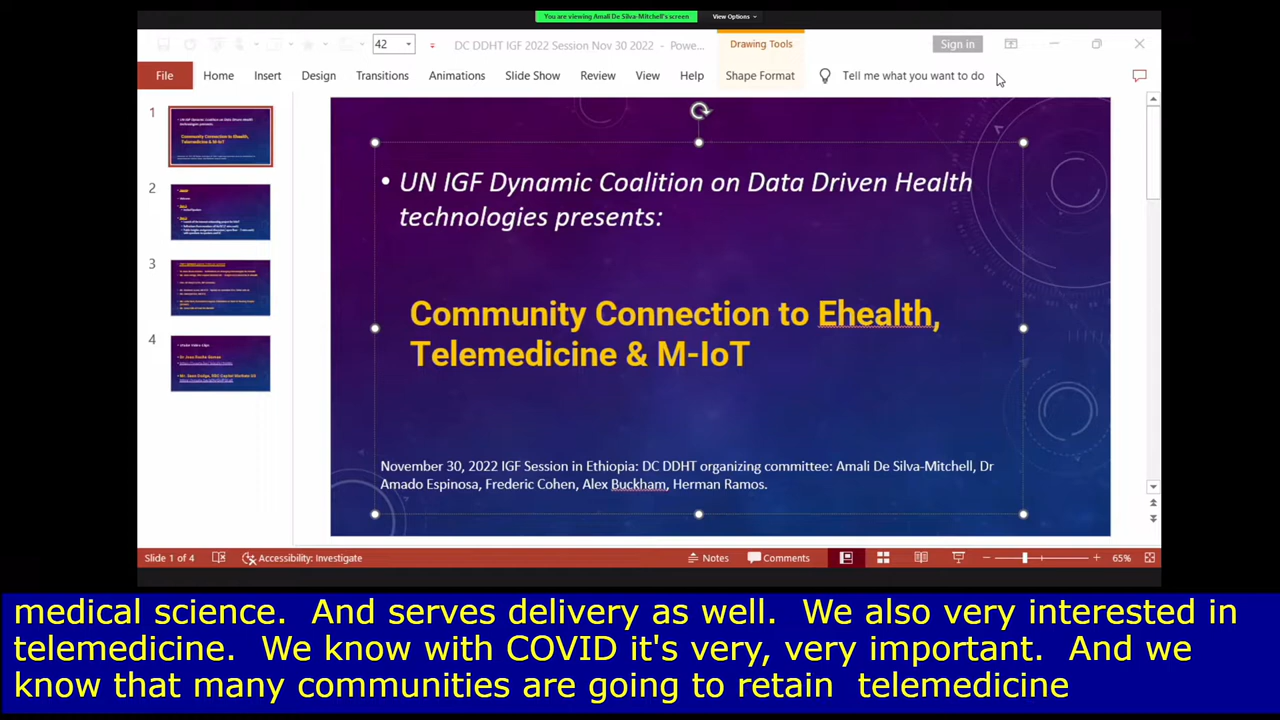 You are viewing Amali De Silva-Mitchell's screen
View Options
42
DC DDHT IGF 2022 Session Nov 30 2022 - Powe...
Drawing Tools
Sign in
File
Home
Insert
Design
Transitions
Animations
Slide Show
Review
View
Help
Shape Format
Tell me what you want to do
1
2
3
4
• UN IGF Dynamic Coalition on Data Driven Health
technologies presents:
Community Connection to Ehealth,
Telemedicine & M-IoT
November 30, 2022 IGF Session in Ethiopia: DC DDHT organizing committee: Amali De Silva-Mitchell, Dr
Amado Espinosa, Frederic Cohen, Alex Buckham, Herman Ramos.
Slide 1 of 4
Accessibility: Investigate
Notes
Comments
65%
medical science.  And serves delivery as well.  We also very interested in
telemedicine.  We know with COVID it's very, very important.  And we
know that many communities are going to retain  telemedicine